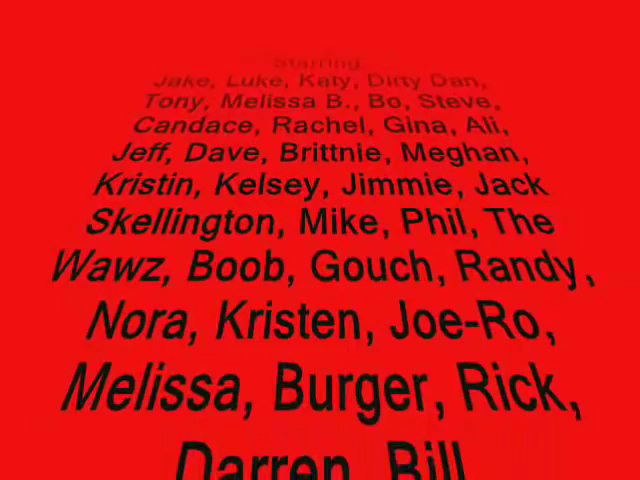 Starring:
Jake, Luke, Katy, Dirty Dan,
Tony, Melissa B., Bo, Steve,
Candace, Rachel, Gina, Ali,
Jeff, Dave, Brittnie, Meghan,
Kristin, Kelsey, Jimmie, Jack
Skellington, Mike, Phil, The
Wawz, Boob, Gouch, Randy,
Nora, Kristen, Joe-Ro,
Melissa, Burger, Rick,
Darren, Bill